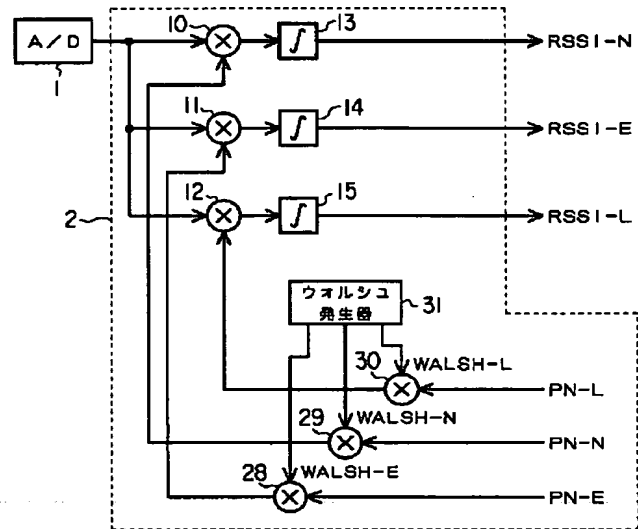 A/D
1
10
13
RSSI-N
11
14
RSSI-E
12
15
RSSI-L
2
ウォルシュ
発生器
31
WALSH-L
30
PN-L
WALSH-N
29
PN-N
WALSH-E
28
PN-E